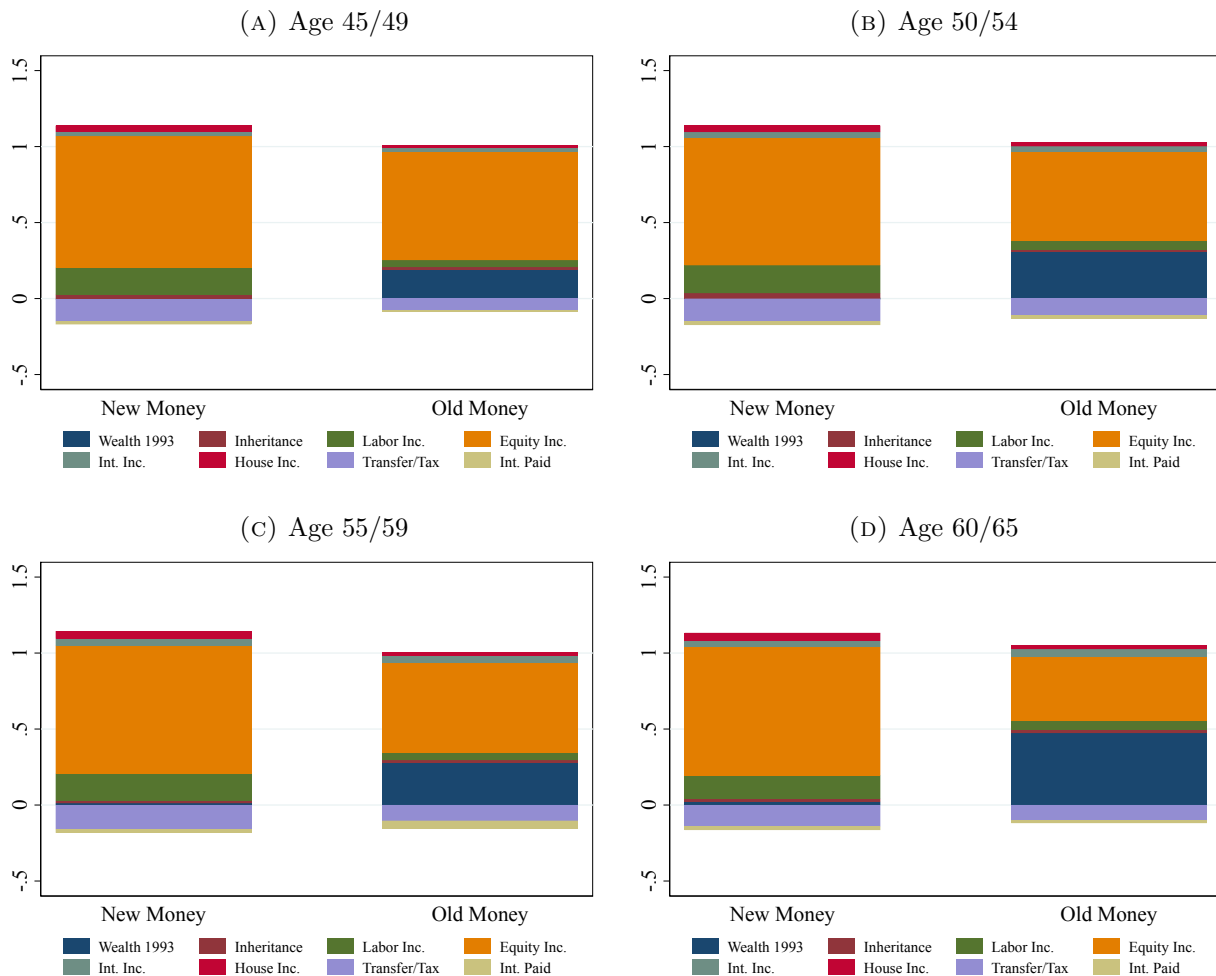 (A) Age 45/49
1.5
1
.5
0
-.5
New Money Old Money
Wealth 1993 Inheritance Labor Inc. Equity Inc.
Int. Inc. House Inc. Transfer/Tax Int. Paid
(B) Age 50/54
1.5
1
.5
0
-.5
New Money Old Money
Wealth 1993 Inheritance Labor Inc. Equity Inc.
Int. Inc. House Inc. Transfer/Tax Int. Paid
(C) Age 55/59
1.5
1
.5
0
-.5
New Money Old Money
Wealth 1993 Inheritance Labor Inc. Equity Inc.
Int. Inc. House Inc. Transfer/Tax Int. Paid
(D) Age 60/65
1.5
1
.5
0
-.5
New Money Old Money
Wealth 1993 Inheritance Labor Inc. Equity Inc.
Int. Inc. House Inc. Transfer/Tax Int. Paid